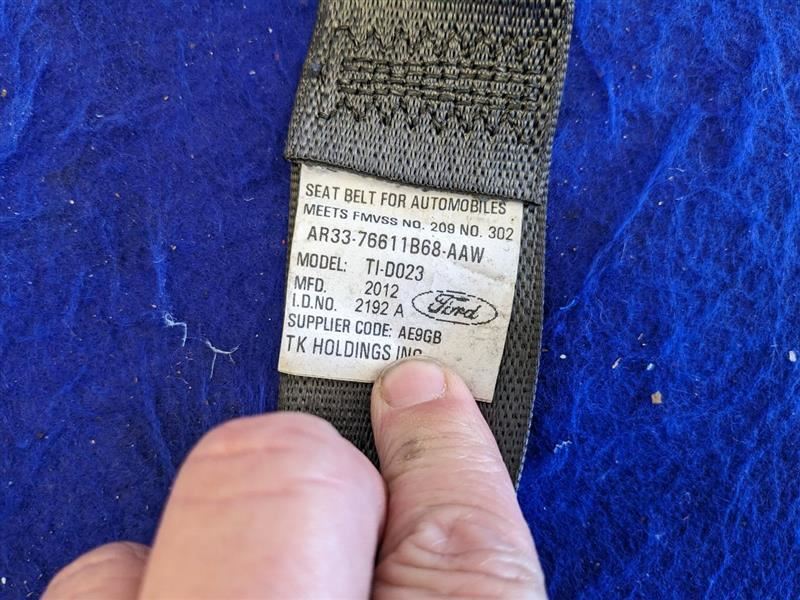 SEAT BELT FOR AUTOMOBILES
MEETS FMVSS NO. 209 NO. 302
AR33-76611B68-AAW
MODEL: TI-D023
MFD. 2012
I.D.NO. 2192 A
Ford
SUPPLIER CODE: AE9GB
TK HOLDINGS INC